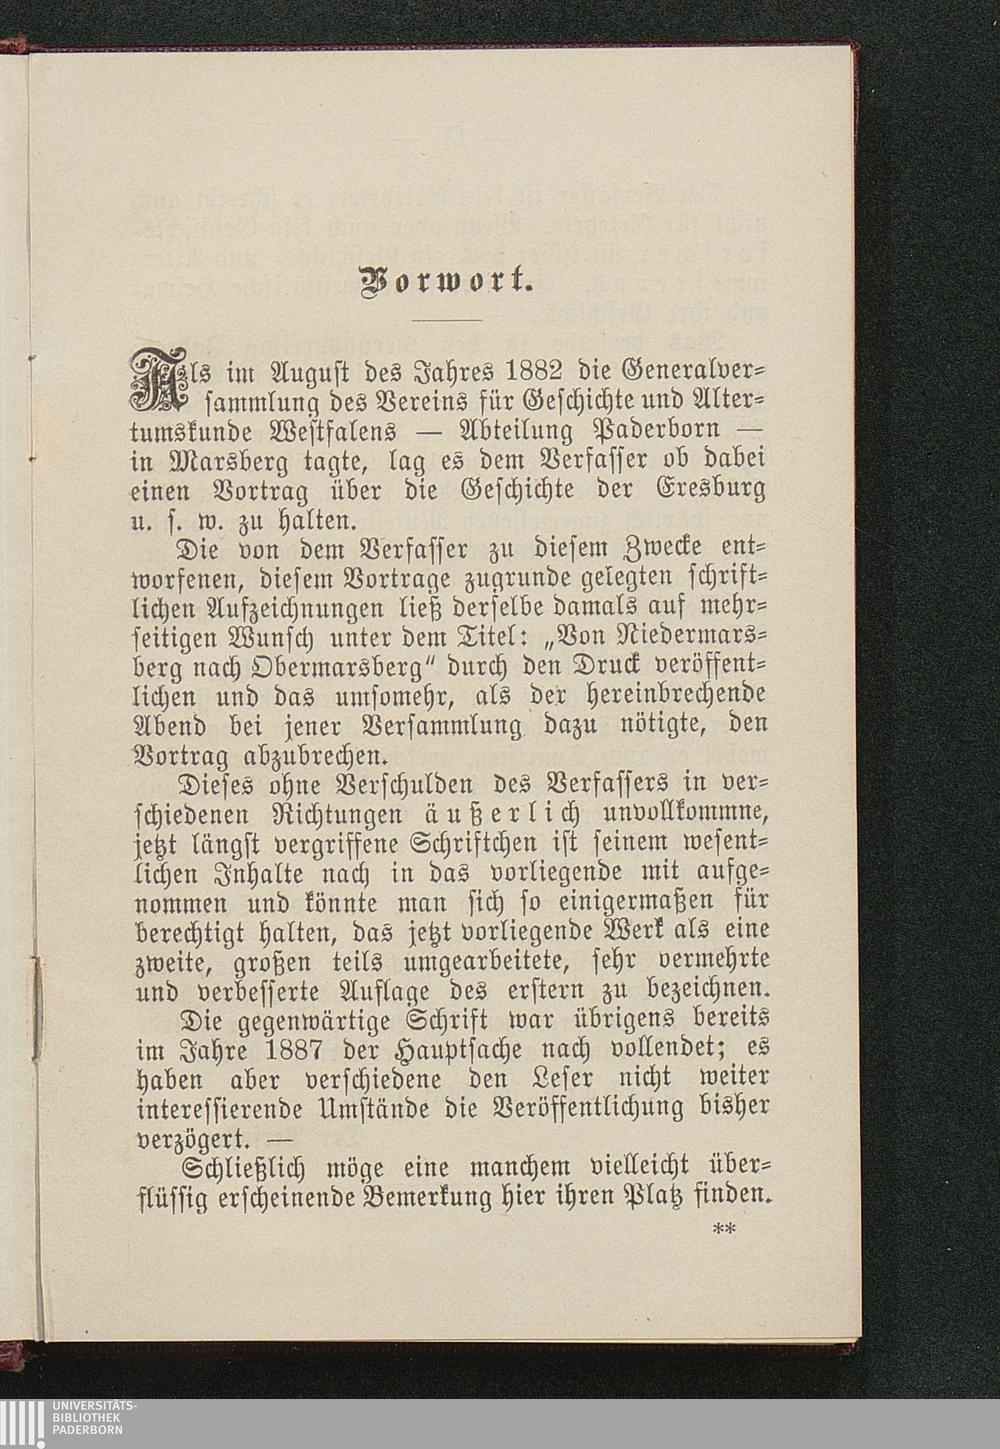 Vorwort.
Als im August des Jahres 1882 die Generalver=
sammlung des Vereins für Geschichte und Alter=
tumskunde Westfalens — Abteilung Paderborn —
in Marsberg tagte, lag es dem Verfasser ob dabei
einen Vortrag über die Geschichte der Eresburg
u. s. w. zu halten.
Die von dem Verfasser zu diesem Zwecke ent=
worfenen, diesem Vortrage zugrunde gelegten schrift=
lichen Aufzeichnungen ließ derselbe damals auf mehr=
seitigen Wunsch unter dem Titel: „Von Niedermars=
berg nach Obermarsberg" durch den Druck veröffent=
lichen und das umsomehr, als der hereinbrechende
Abend bei jener Versammlung dazu nötigte, den
Vortrag abzubrechen.
Dieses ohne Verschulden des Verfassers in ver=
schiedenen Richtungen äußerlich unvollkommne,
jetzt längst vergriffene Schriftchen ist seinem wesent=
lichen Inhalte nach in das vorliegende mit aufge=
nommen und könnte man sich so einigermaßen für
berechtigt halten, das jetzt vorliegende Werk als eine
zweite, großen teils umgearbeitete, sehr vermehrte
und verbesserte Auflage des erstern zu bezeichnen.
Die gegenwärtige Schrift war übrigens bereits
im Jahre 1887 der Hauptsache nach vollendet; es
haben aber verschiedene den Leser nicht weiter
interessierende Umstände die Veröffentlichung bisher
verzögert. —
Schließlich möge eine manchem vielleicht über=
flüssig erscheinende Bemerkung hier ihren Platz finden.
**
UNIVERSITÄTS-
BIBLIOTHEK
PADERBORN